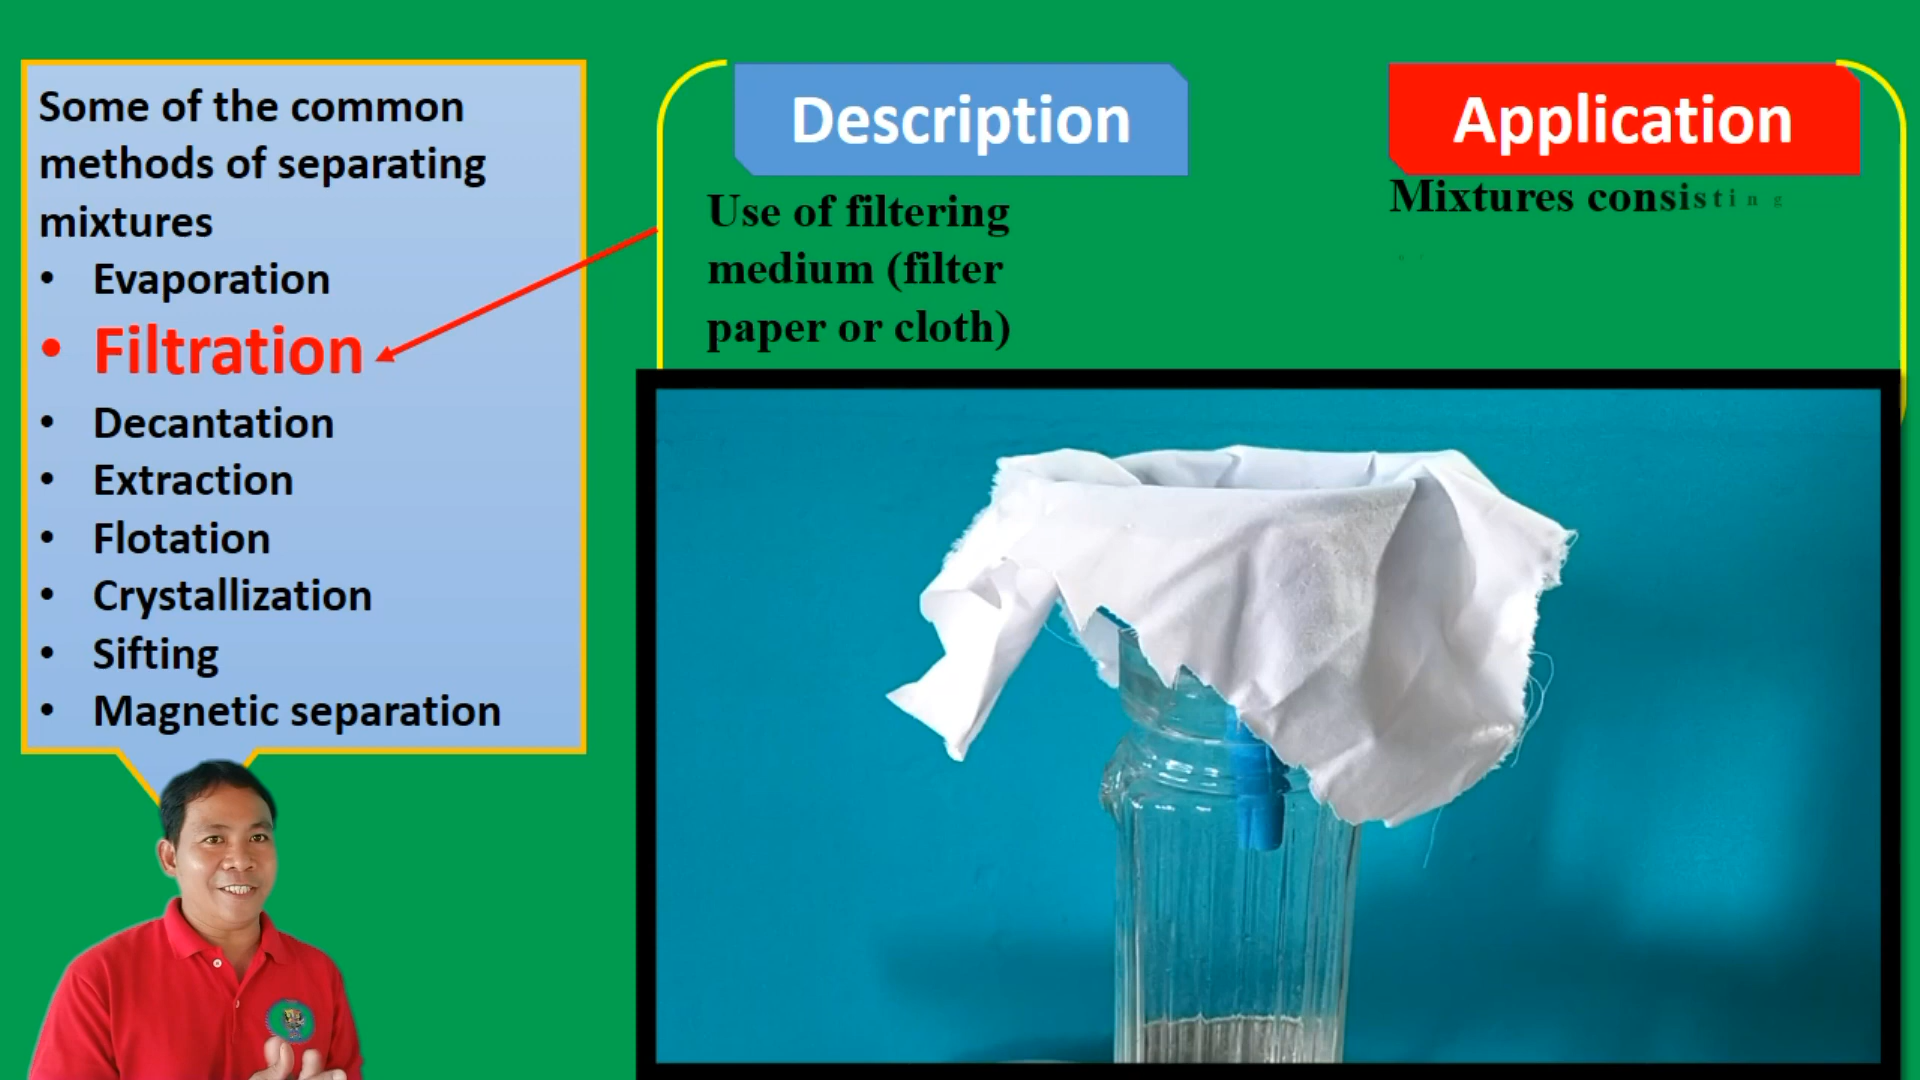 Some of the common
methods of separating
mixtures
• Evaporation
• Filtration
• Decantation
• Extraction
• Flotation
• Crystallization
• Sifting
• Magnetic separation
Description
Use of filtering
medium (filter
paper or cloth)
Application
Mixtures consisting